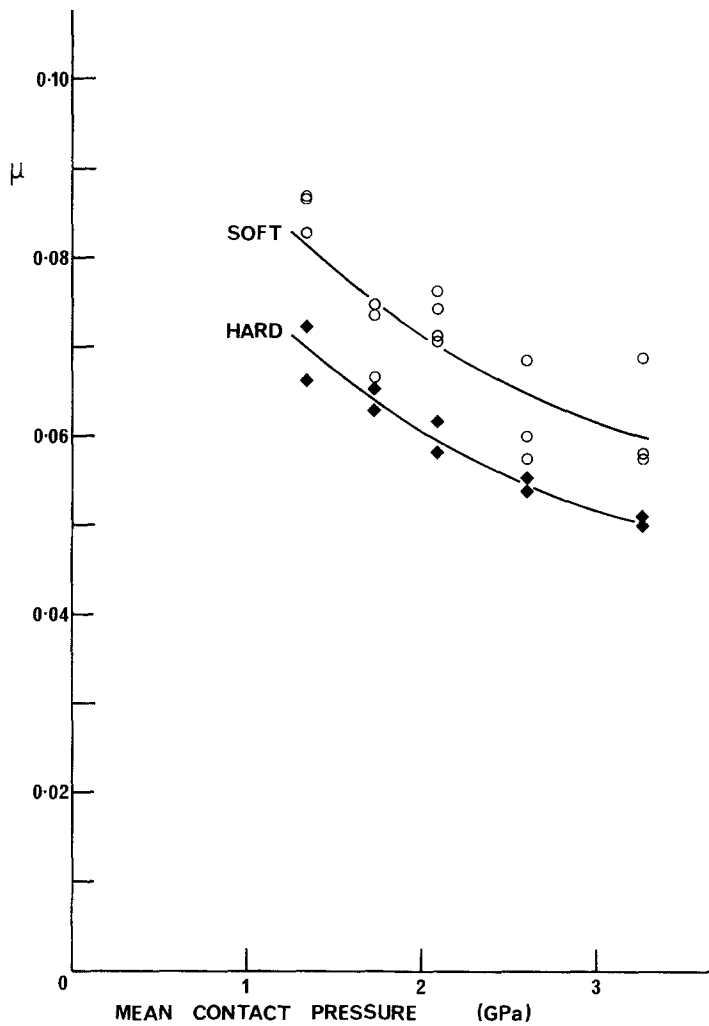 0·10
μ
SOFT
0·08
HARD
0·06
0·04
0·02
0
1
2
3
MEAN CONTACT PRESSURE (GPa)